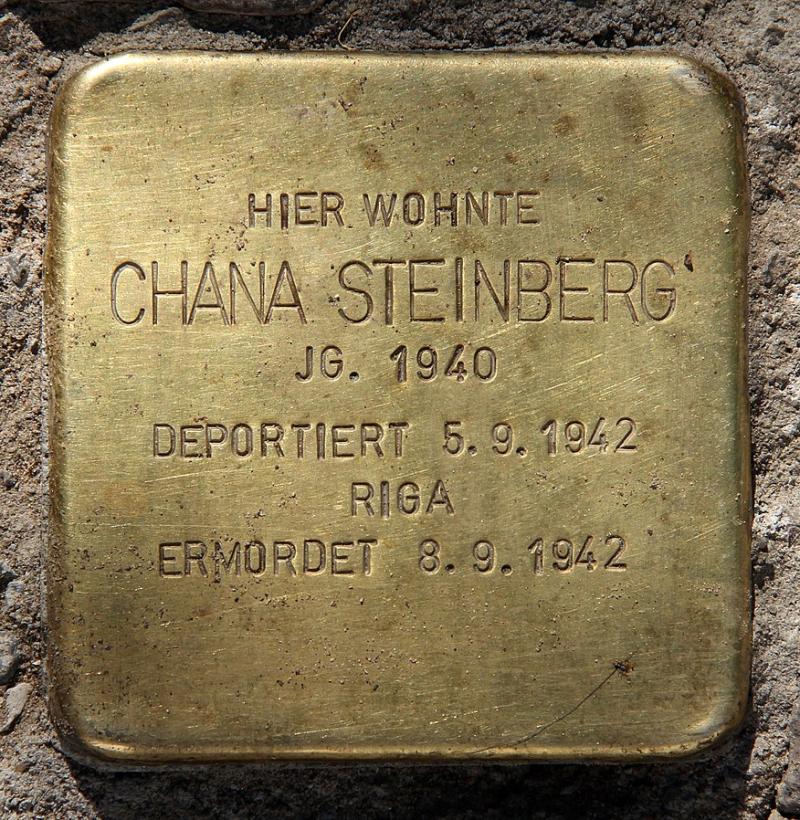 HIER WOHNTE
CHANA STEINBERG
JG. 1940
DEPORTIERT 5.9.1942
RIGA
ERMORDET 8.9.1942